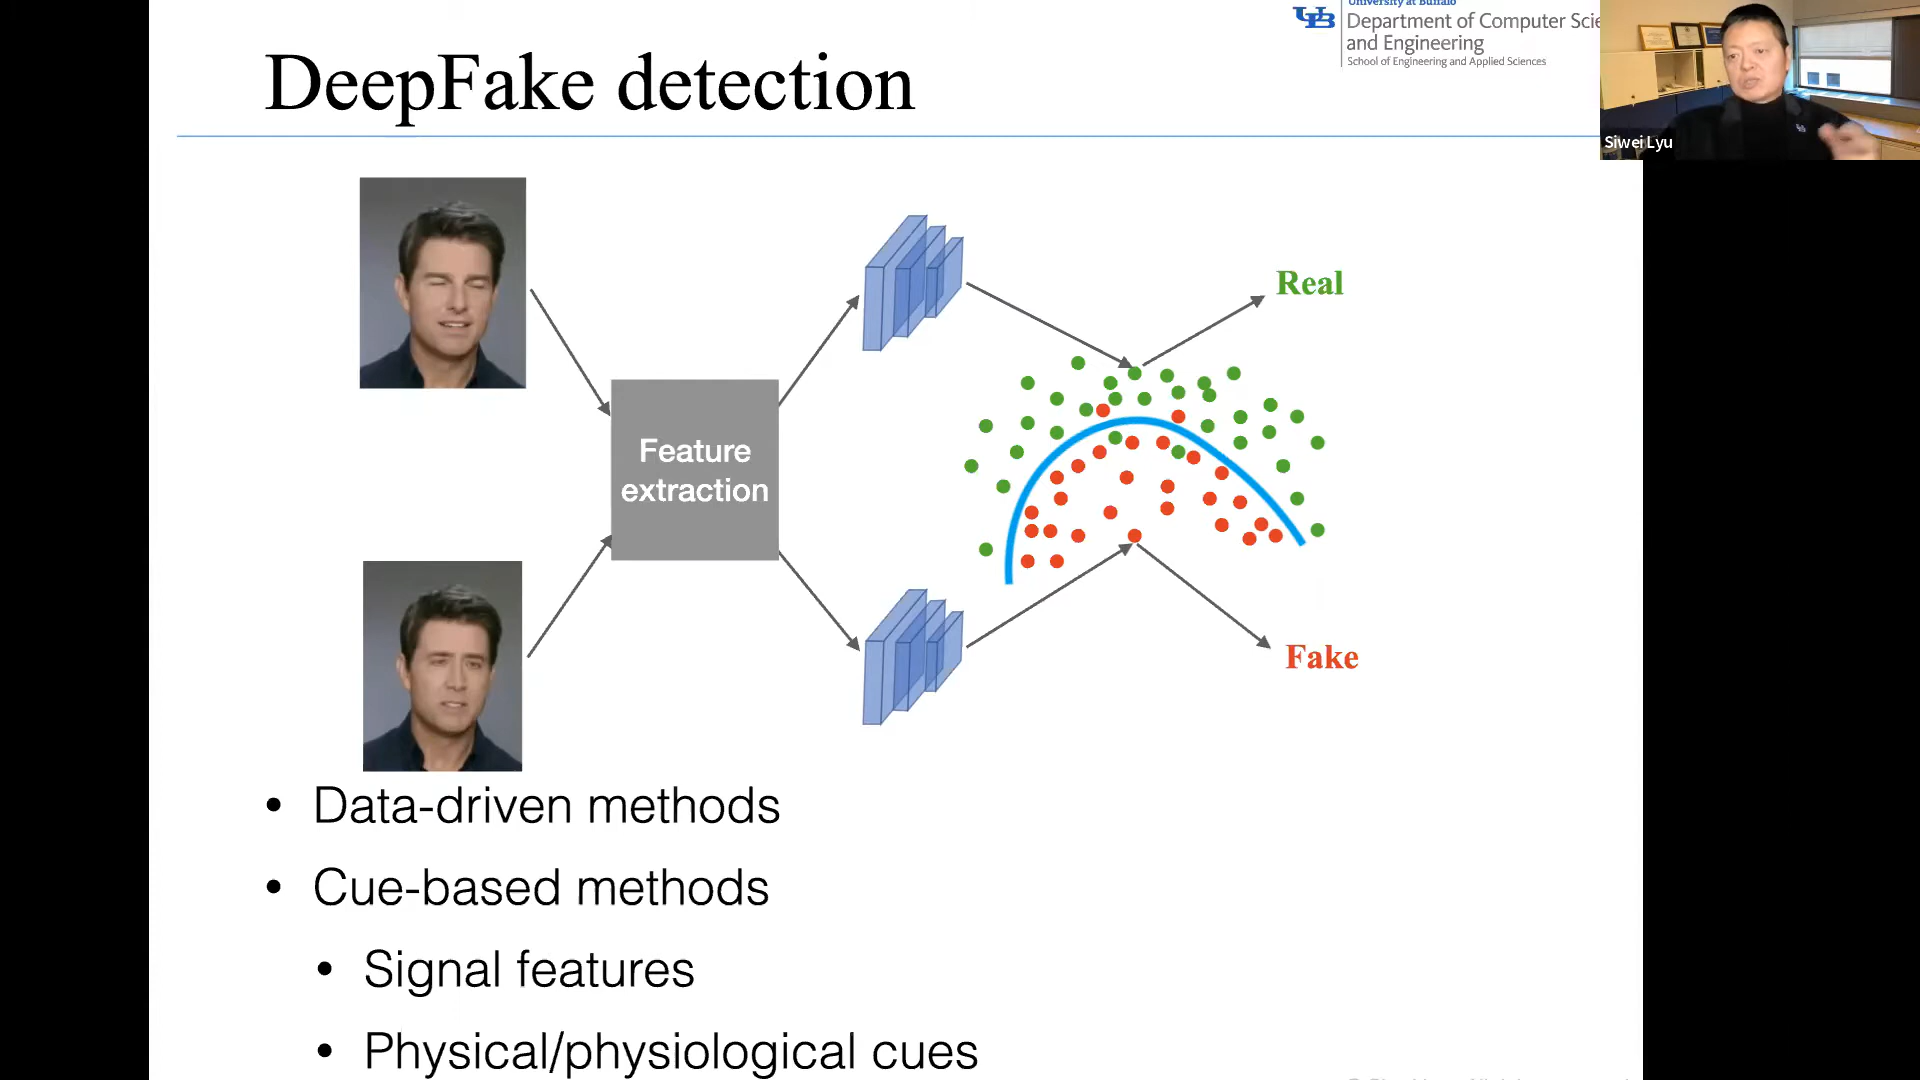 University at Buffalo
DeepFake detection
Department of Computer
and Engineering
School of Engineering and Applied Sciences
Siwei Lyu
Real
Feature
extraction
Fake
• Data-driven methods
• Cue-based methods
• Signal features
• Physical/physiological cues